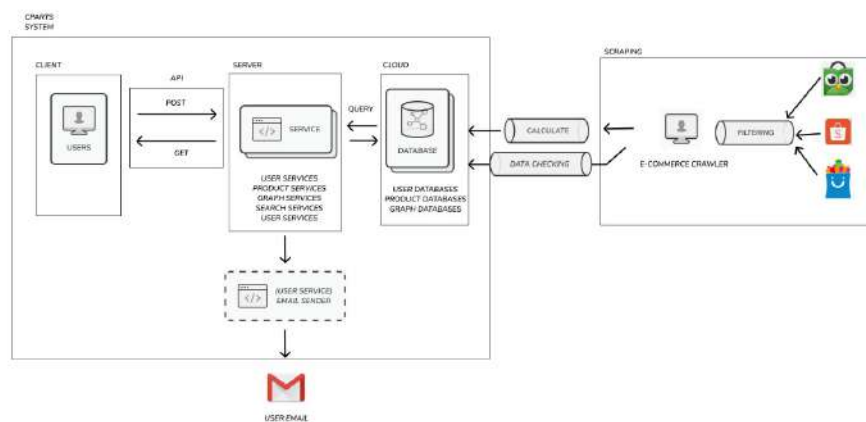 CPARTS
SYSTEM
CLIENT
API
SERVER
CLOUD
SCRAPING
POST
GET
USERS
</>
SERVICE
QUERY
DATABASE
CALCULATE
DATA CHECKING
E-COMMERCE CRAWLER
FILTERING
S
USER SERVICES
PRODUCT SERVICES
GRAPH SERVICES
SEARCH SERVICES
USER SERVICES
USER DATABASES
PRODUCT DATABASES
GRAPH DATABASES
</>
(USER SERVICE)
EMAIL SENDER
USER EMAIL